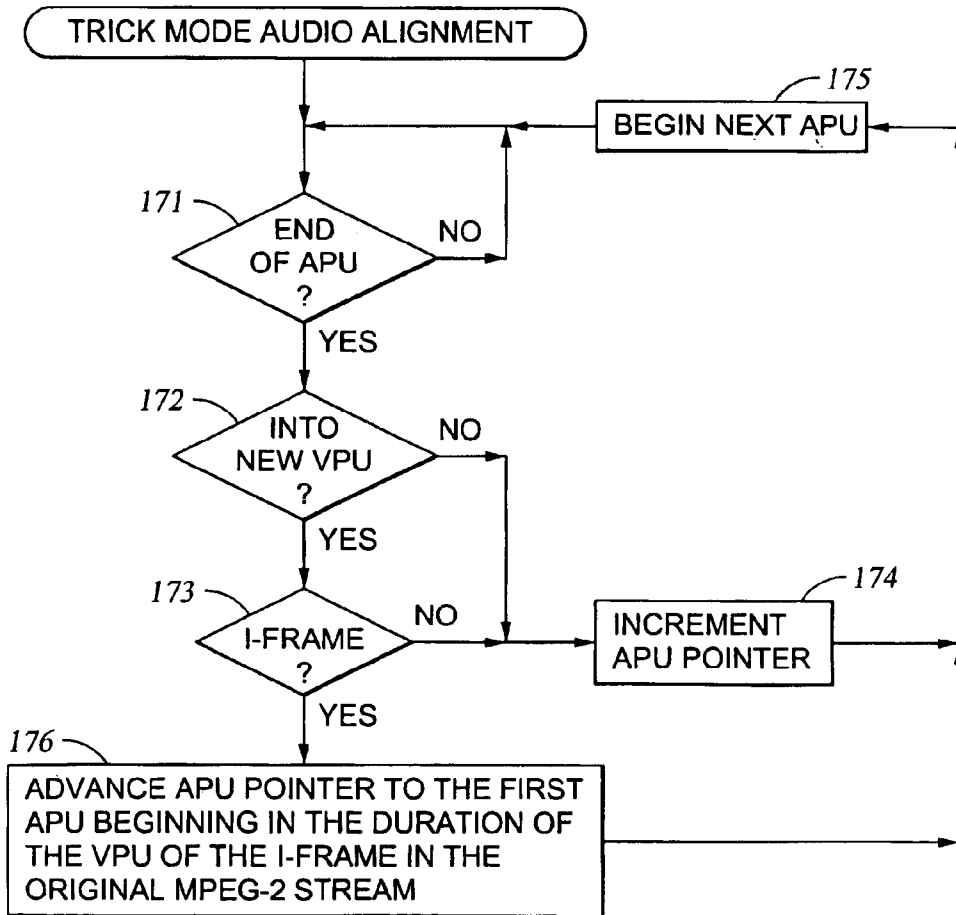 TRICK MODE AUDIO ALIGNMENT
175
BEGIN NEXT APU
171
END
OF APU
?
NO
YES
172
INTO
NEW VPU
?
NO
YES
173
I-FRAME
?
NO
174
INCREMENT
APU POINTER
YES
176
ADVANCE APU POINTER TO THE FIRST
APU BEGINNING IN THE DURATION OF
THE VPU OF THE I-FRAME IN THE
ORIGINAL MPEG-2 STREAM